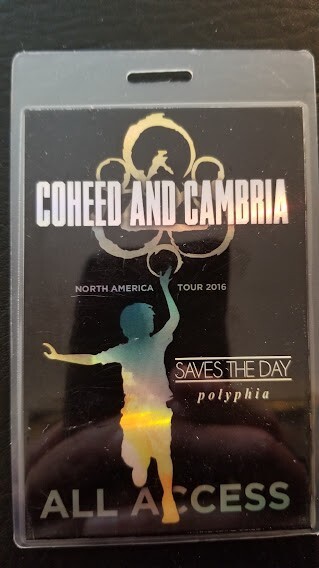 COHEED AND CAMBRIA
NORTH AMERICA TOUR 2016
SAVES THE DAY
polyphia
ALL ACCESS